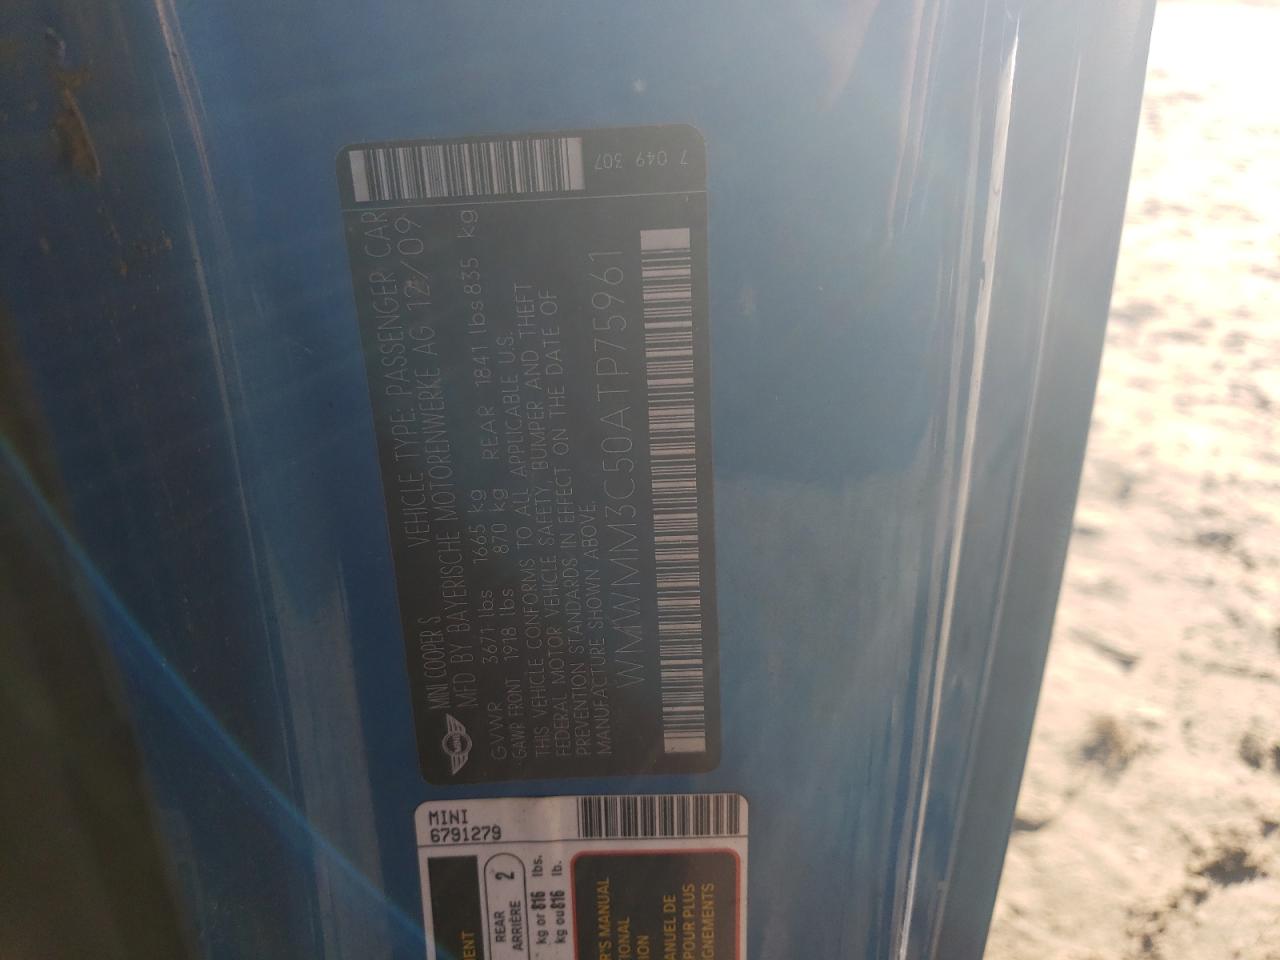 7 049 307
MINI COOPER S VEHICLE TYPE: PASSENGER CAR
MFD BY BAYERISCHE MOTORENWERKE AG 12/09
GVWR 3671 lbs 1665 kg
GAWR FRONT 1918 lbs 870 kg REAR 1841 lbs 835 kg
THIS VEHICLE CONFORMS TO ALL APPLICABLE U.S.
FEDERAL MOTOR VEHICLE SAFETY, BUMPER AND THEFT
PREVENTION STANDARDS IN EFFECT ON THE DATE OF
MANUFACTURE SHOWN ABOVE.
WMWMM3C50ATP75961
MINI
MINI
6791279
REAR
ARRIÈRE
2
kg or 816 lbs.
kg ou 816 lb.
'S MANUAL